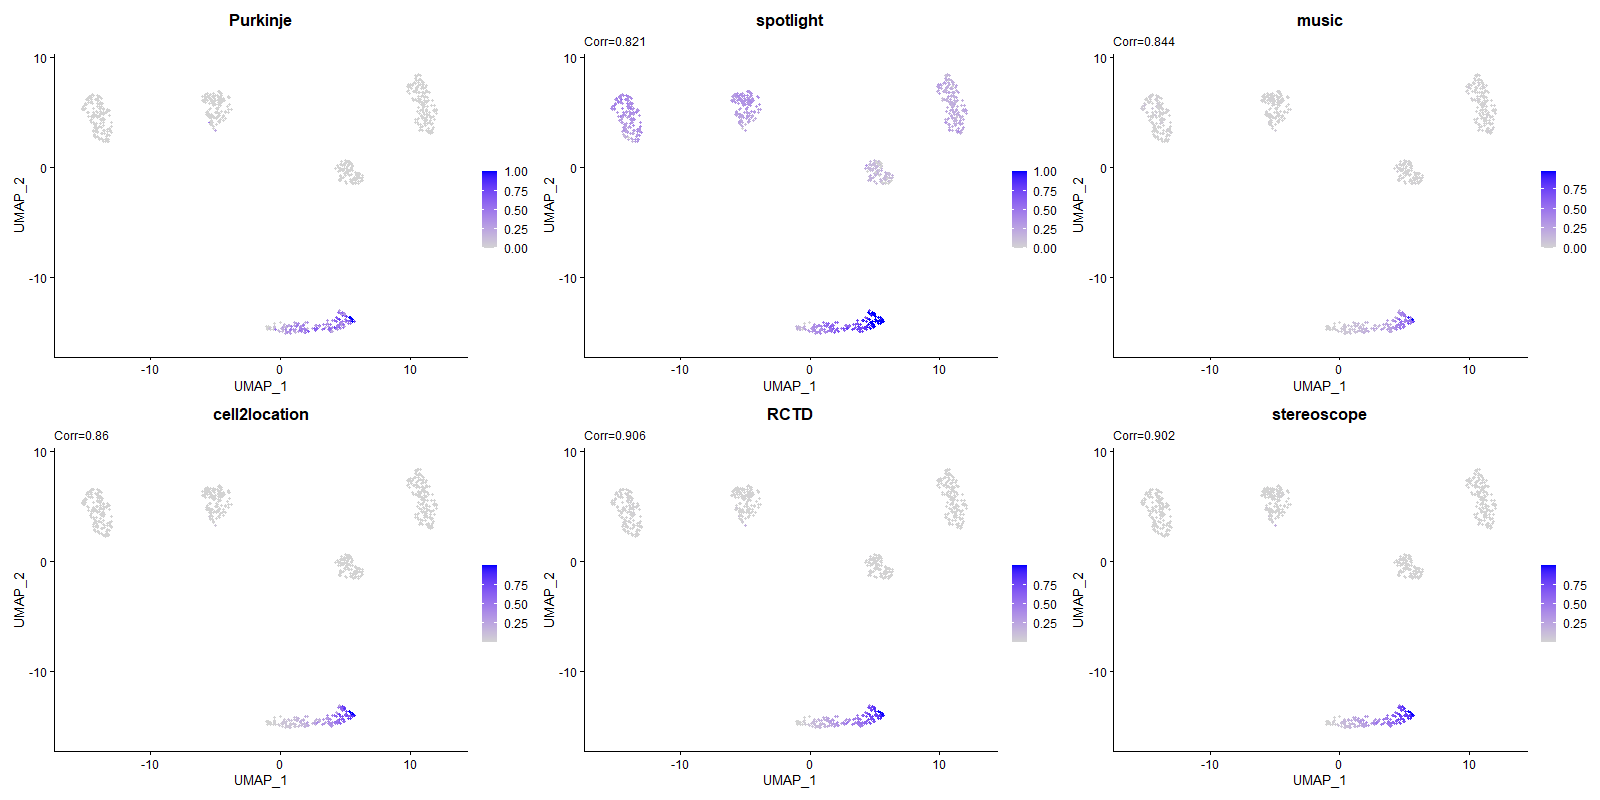 Purkinje
10
0
-10
-10
0
10
UMAP_1
UMAP_2
1.00
0.75
0.50
0.25
0.00
spotlight
Corr=0.821
10
0
-10
-10
0
10
UMAP_1
UMAP_2
1.00
0.75
0.50
0.25
0.00
music
Corr=0.844
10
0
-10
-10
0
10
UMAP_1
UMAP_2
0.75
0.50
0.25
0.00
cell2location
Corr=0.86
10
0
-10
-10
0
10
UMAP_1
UMAP_2
0.75
0.50
0.25
RCTD
Corr=0.906
10
0
-10
-10
0
10
UMAP_1
UMAP_2
0.75
0.50
0.25
stereoscope
Corr=0.902
10
0
-10
-10
0
10
UMAP_1
UMAP_2
0.75
0.50
0.25